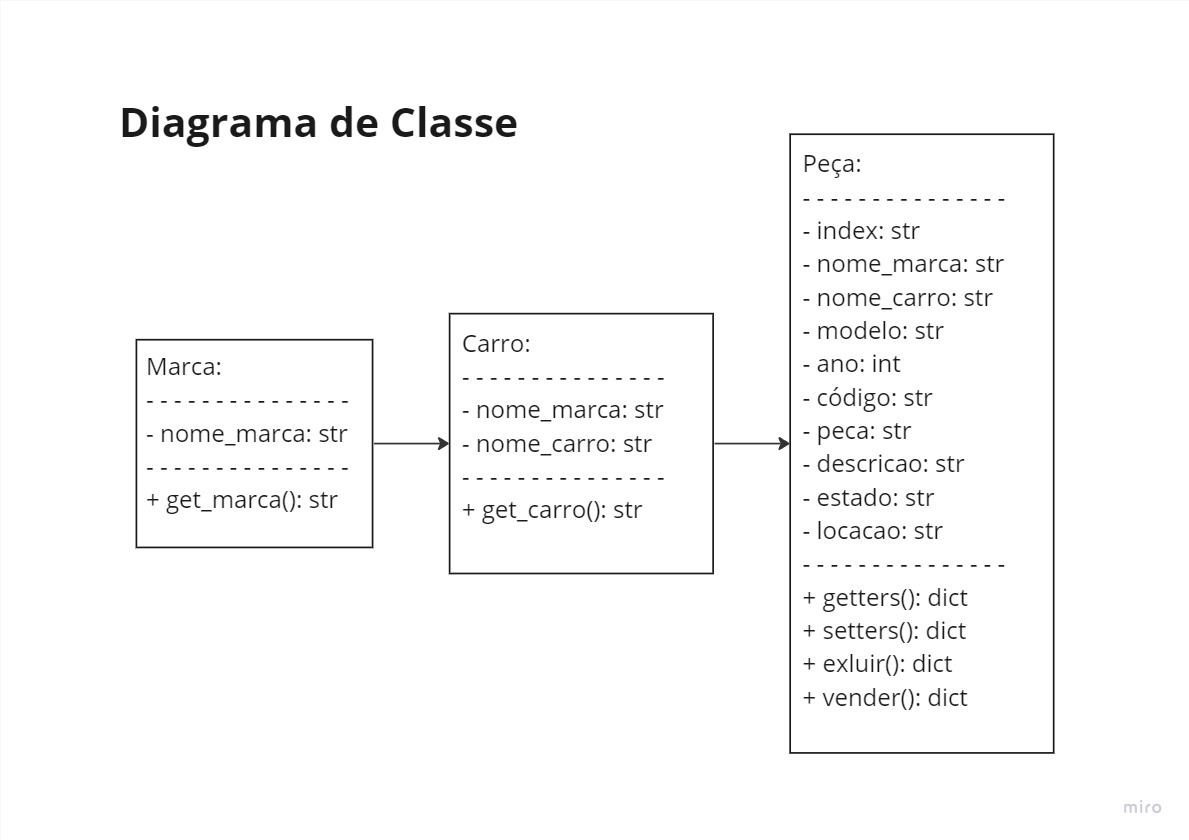 Diagrama de Classe
Marca:
- - - - - - - - - - - - - - -
- nome_marca: str
- - - - - - - - - - - - - - -
+ get_marca(): str
Carro:
- - - - - - - - - - - - - - -
- nome_marca: str
- nome_carro: str
- - - - - - - - - - - - - - -
+ get_carro(): str
Peça:
- - - - - - - - - - - - - - -
- index: str
- nome_marca: str
- nome_carro: str
- modelo: str
- ano: int
- código: str
- peca: str
- descricao: str
- estado: str
- locacao: str
- - - - - - - - - - - - - - -
+ getters(): dict
+ setters(): dict
+ exluir(): dict
+ vender(): dict
miro